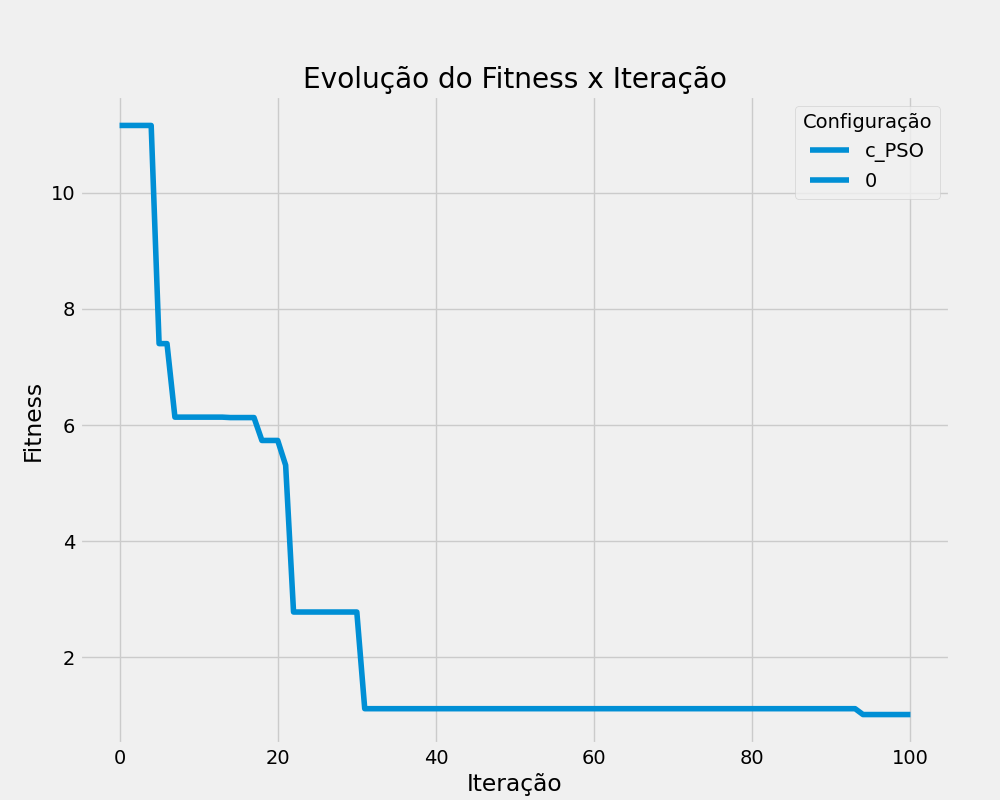 Evolução do Fitness x Iteração
Configuração
c_PSO
0
Fitness
10
8
6
4
2
0 20 40 60 80 100
Iteração